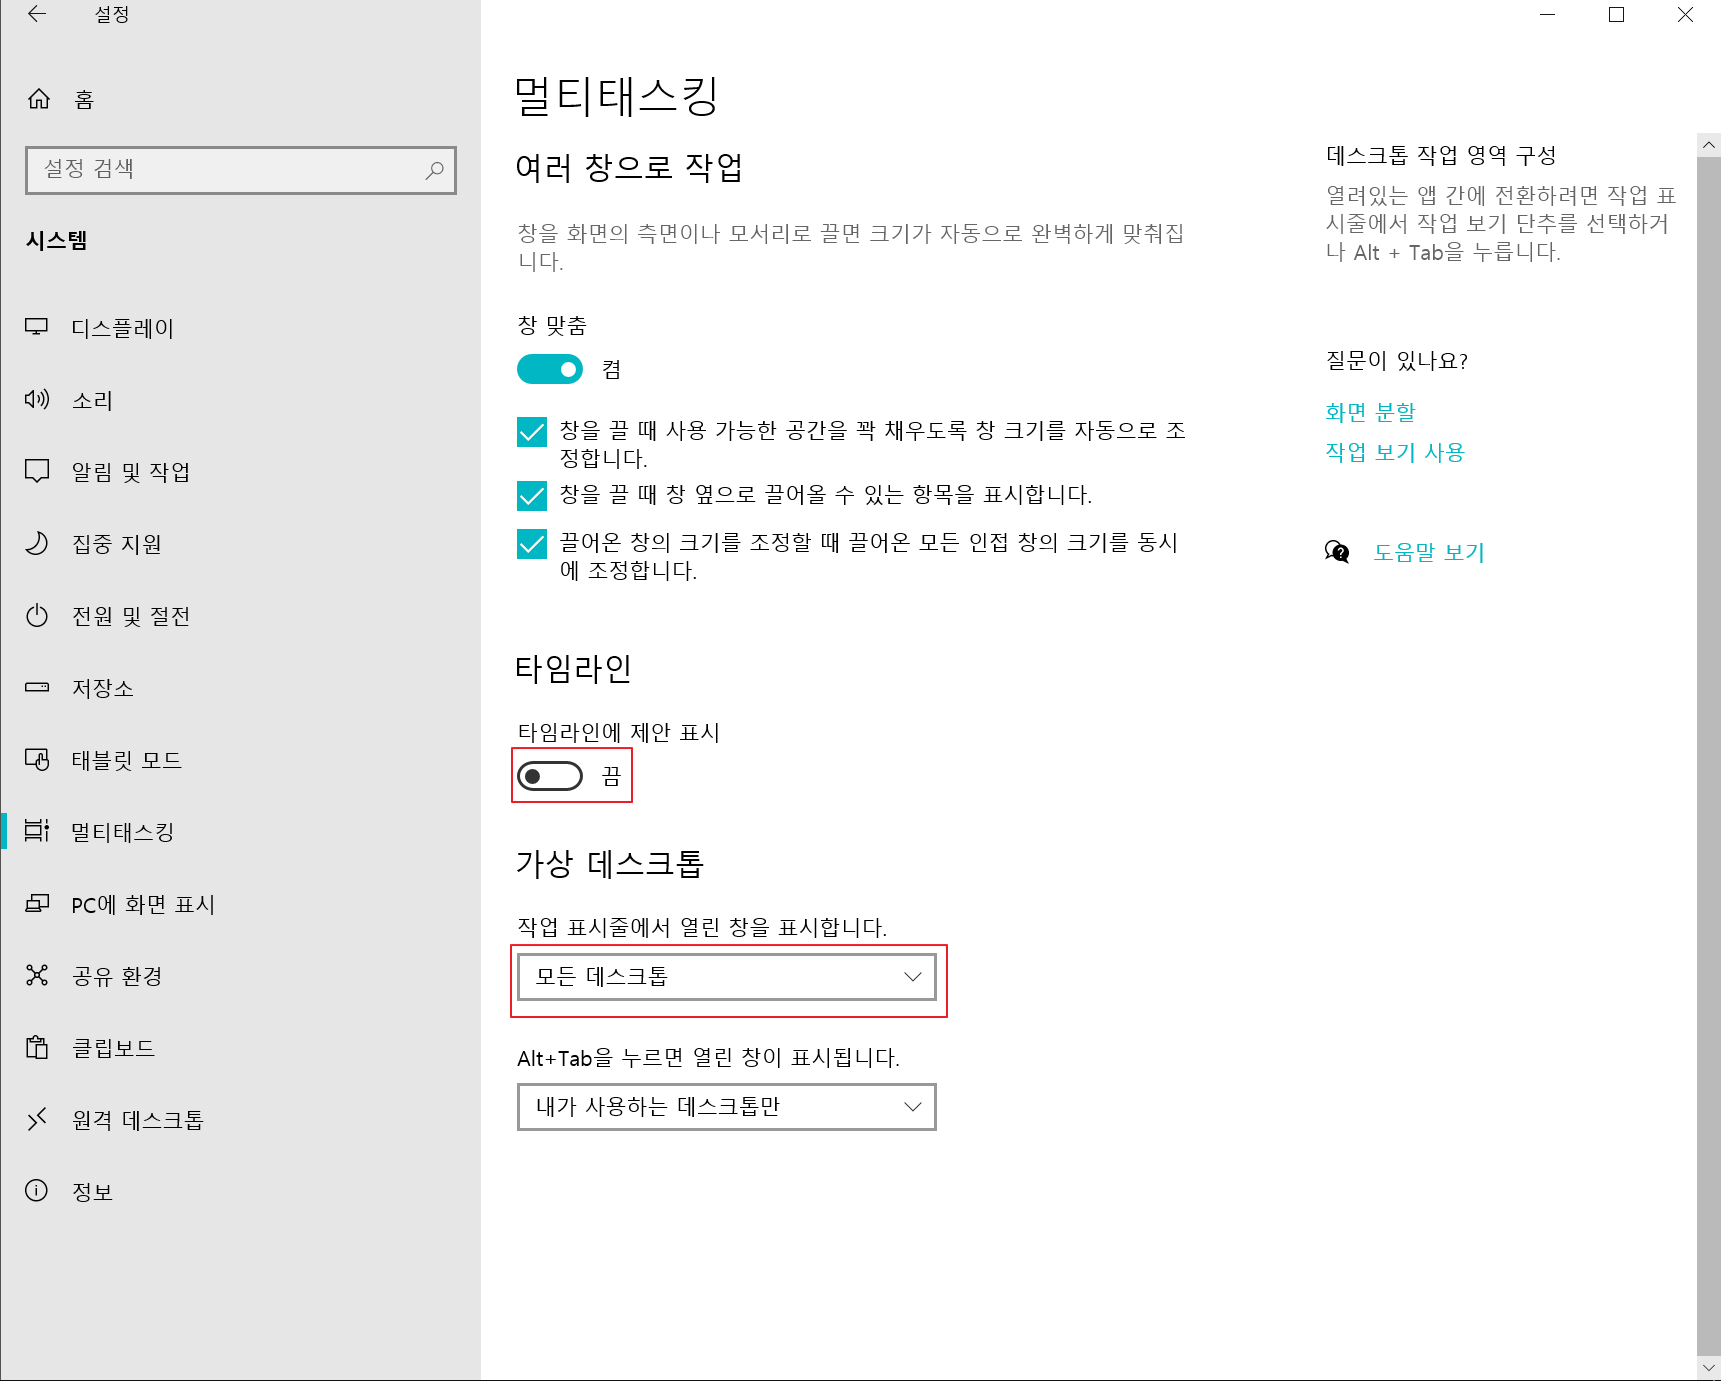 설정
홈
설정 검색
시스템
디스플레이
소리
알림 및 작업
집중 지원
전원 및 절전
저장소
태블릿 모드
멀티태스킹
PC에 화면 표시
공유 환경
클립보드
원격 데스크톱
정보
멀티태스킹
여러 창으로 작업
창을 화면의 측면이나 모서리로 끌면 크기가 자동으로 완벽하게 맞춰집
니다.
창 맞춤
켬
창을 끌 때 사용 가능한 공간을 꽉 채우도록 창 크기를 자동으로 조
정합니다.
창을 끌 때 창 옆으로 끌어올 수 있는 항목을 표시합니다.
끌어온 창의 크기를 조정할 때 끌어온 모든 인접 창의 크기를 동시
에 조정합니다.
타임라인
타임라인에 제안 표시
끔
가상 데스크톱
작업 표시줄에서 열린 창을 표시합니다.
모든 데스크톱
Alt+Tab을 누르면 열린 창이 표시됩니다.
내가 사용하는 데스크톱만
데스크톱 작업 영역 구성
열려있는 앱 간에 전환하려면 작업 표
시줄에서 작업 보기 단추를 선택하거
나 Alt + Tab을 누릅니다.
질문이 있나요?
화면 분할
작업 보기 사용
도움말 보기